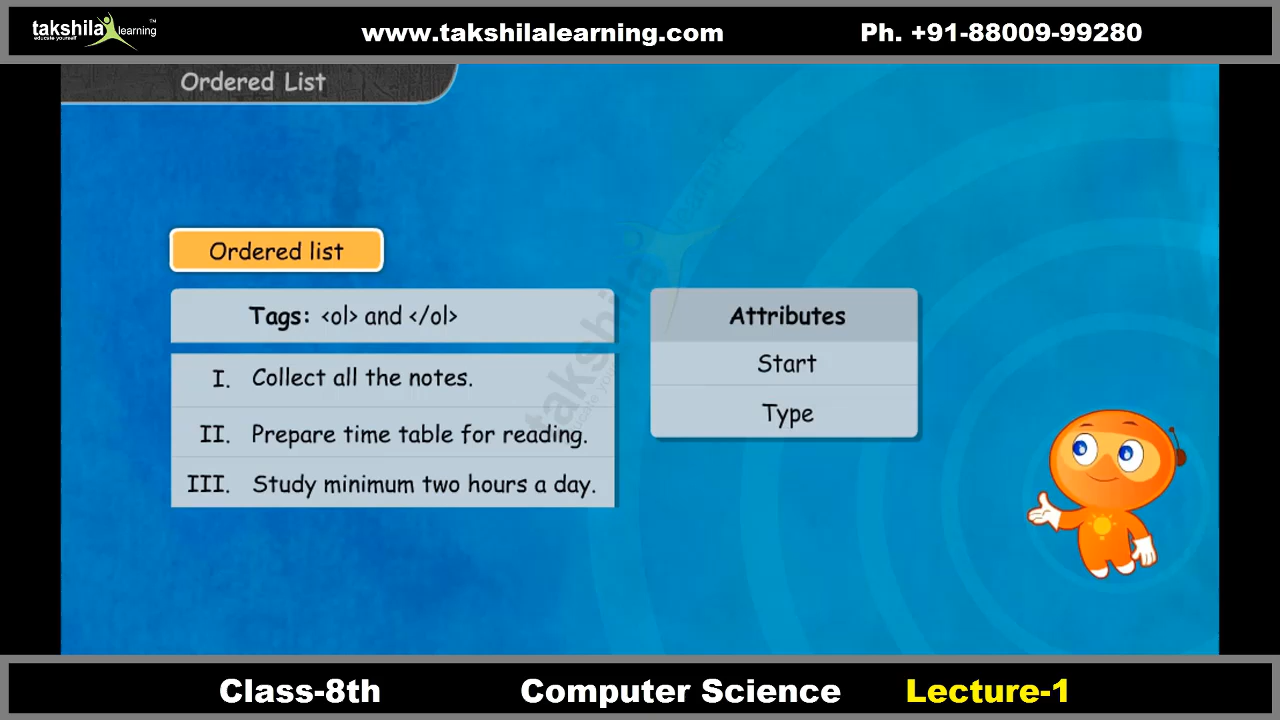 takshila learning
educate yourself
www.takshilalearning.com
Ph. +91-88009-99280
Ordered List
Ordered list
Tags: <ol> and </ol>
I. Collect all the notes.
II. Prepare time table for reading.
III. Study minimum two hours a day.
Attributes
Start
Type
takshila learning
Class-8th
Computer Science
Lecture-1